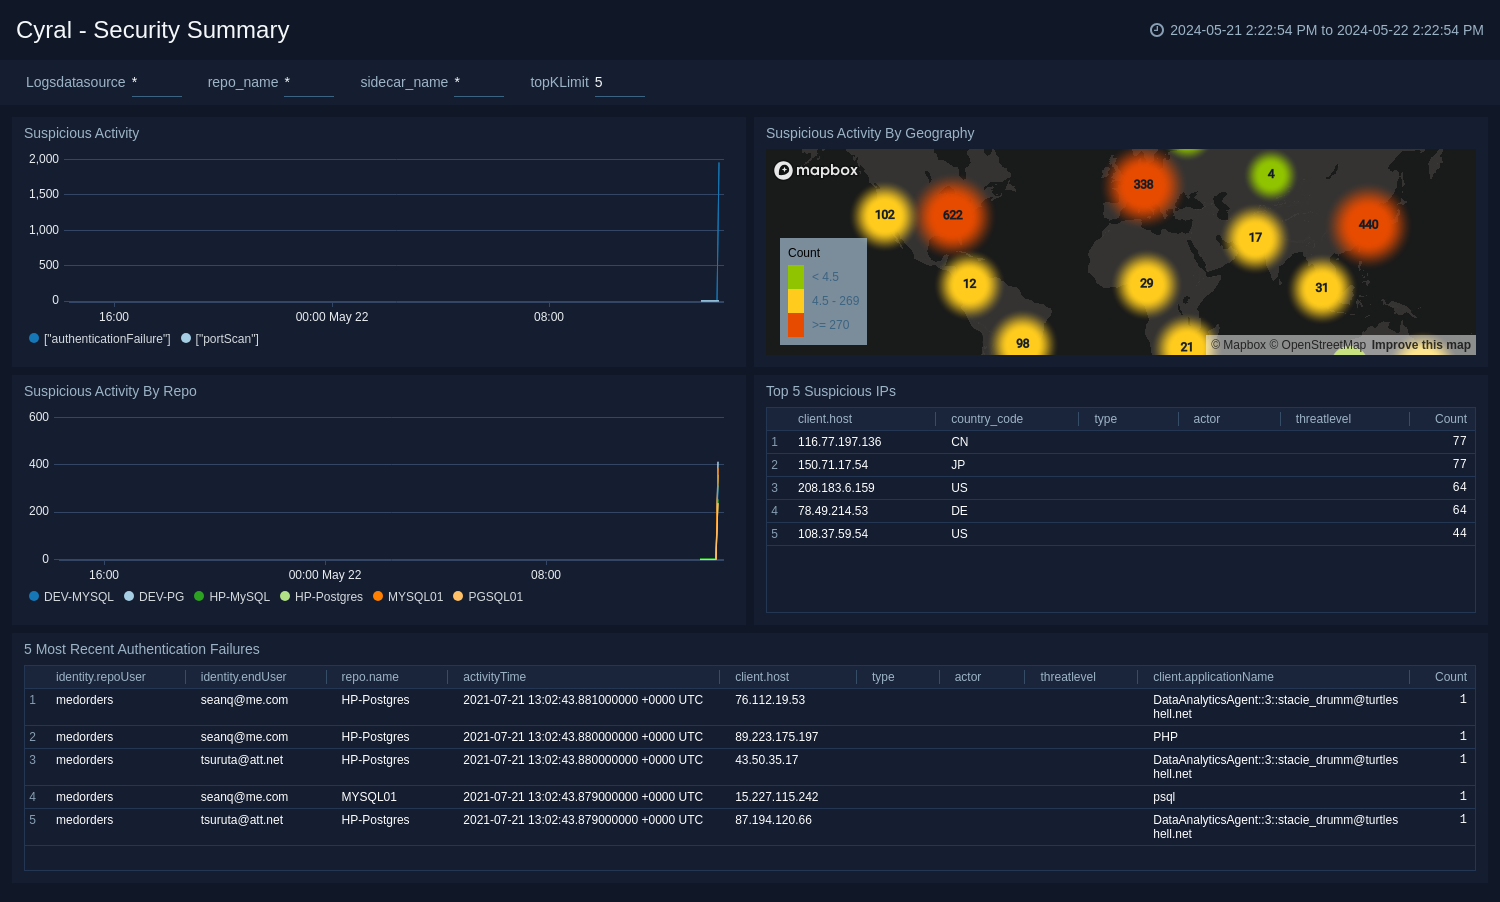 Cyral - Security Summary
2024-05-21 2:22:54 PM to 2024-05-22 2:22:54 PM
Logsdatasource * repo_name * sidecar_name * topKLimit 5
Suspicious Activity
2,000
1,500
1,000
500
0
16:00 00:00 May 22 08:00
["authenticationFailure"] ["portScan"]
Suspicious Activity By Geography
mapbox
4
338
102 622
440
17
12 29 31
98 21
Count
< 4.5
4.5 - 269
>= 270
© Mapbox © OpenStreetMap Improve this map
Suspicious Activity By Repo
600
400
200
0
16:00 00:00 May 22 08:00
DEV-MYSQL DEV-PG HP-MySQL HP-Postgres MYSQL01 PGSQL01
Top 5 Suspicious IPs
client.host country_code type actor threatlevel Count
1 116.77.197.136 CN 77
2 150.71.17.54 JP 77
3 208.183.6.159 US 64
4 78.49.214.53 DE 64
5 108.37.59.54 US 44
5 Most Recent Authentication Failures
identity.repoUser identity.endUser repo.name activityTime client.host type actor threatlevel client.applicationName Count
1 medorders seanq@me.com HP-Postgres 2021-07-21 13:02:43.881000000 +0000 UTC 76.112.19.53 DataAnalyticsAgent::3::stacie_drumm@turtles 1
hell.net
2 medorders seanq@me.com HP-Postgres 2021-07-21 13:02:43.880000000 +0000 UTC 89.223.175.197 PHP 1
3 medorders tsuruta@att.net HP-Postgres 2021-07-21 13:02:43.880000000 +0000 UTC 43.50.35.17 DataAnalyticsAgent::3::stacie_drumm@turtles 1
hell.net
4 medorders seanq@me.com MYSQL01 2021-07-21 13:02:43.879000000 +0000 UTC 15.227.115.242 psql 1
5 medorders tsuruta@att.net HP-Postgres 2021-07-21 13:02:43.879000000 +0000 UTC 87.194.120.66 DataAnalyticsAgent::3::stacie_drumm@turtles 1
hell.net